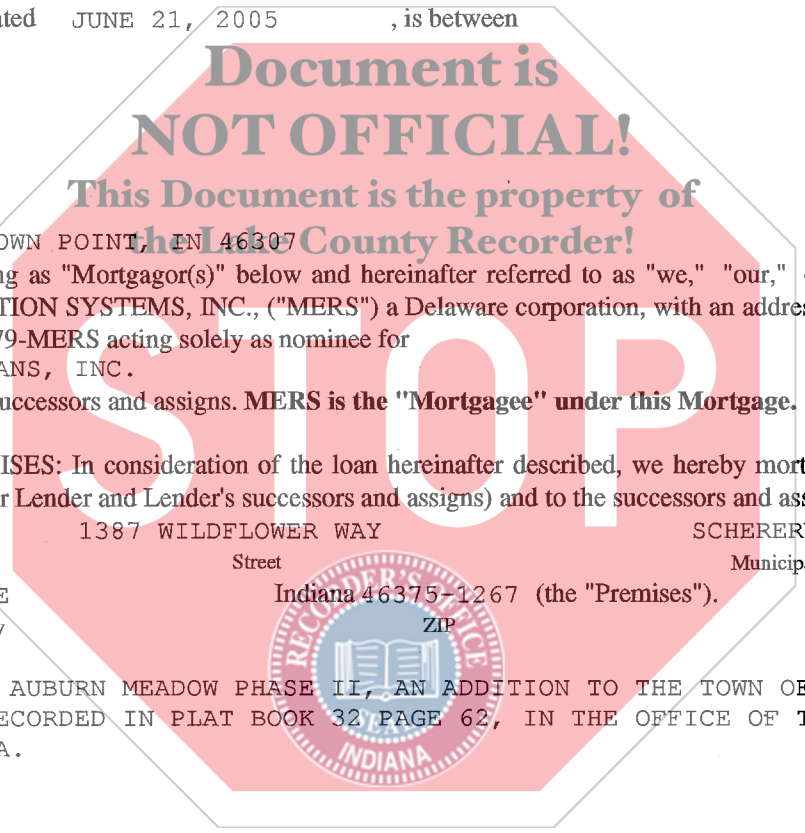 ated JUNE 21, 2005 , is between
Document is
NOT OFFICIAL!
This Document is the property of
the Lake County Recorder!
OWN POINT, IN 46307
ng as "Mortgagor(s)" below and hereinafter referred to as "we," "our,"
TION SYSTEMS, INC., ("MERS") a Delaware corporation, with an addres
79-MERS acting solely as nominee for
ANS, INC.
uccessors and assigns. MERS is the "Mortgagee" under this Mortgage.
STOP
ISES: In consideration of the loan hereinafter described, we hereby mort
r Lender and Lender's successors and assigns) and to the successors and ass
1387 WILDFLOWER WAY SCHERER
Street Municip
E Indiana 46375-1267 (the "Premises").
y ZIP
RECORDER'S OFFICE
SEAL
INDIANA
AUBURN MEADOW PHASE II, AN ADDITION TO THE TOWN OF
ECORDED IN PLAT BOOK 32 PAGE 62, IN THE OFFICE OF T
A.